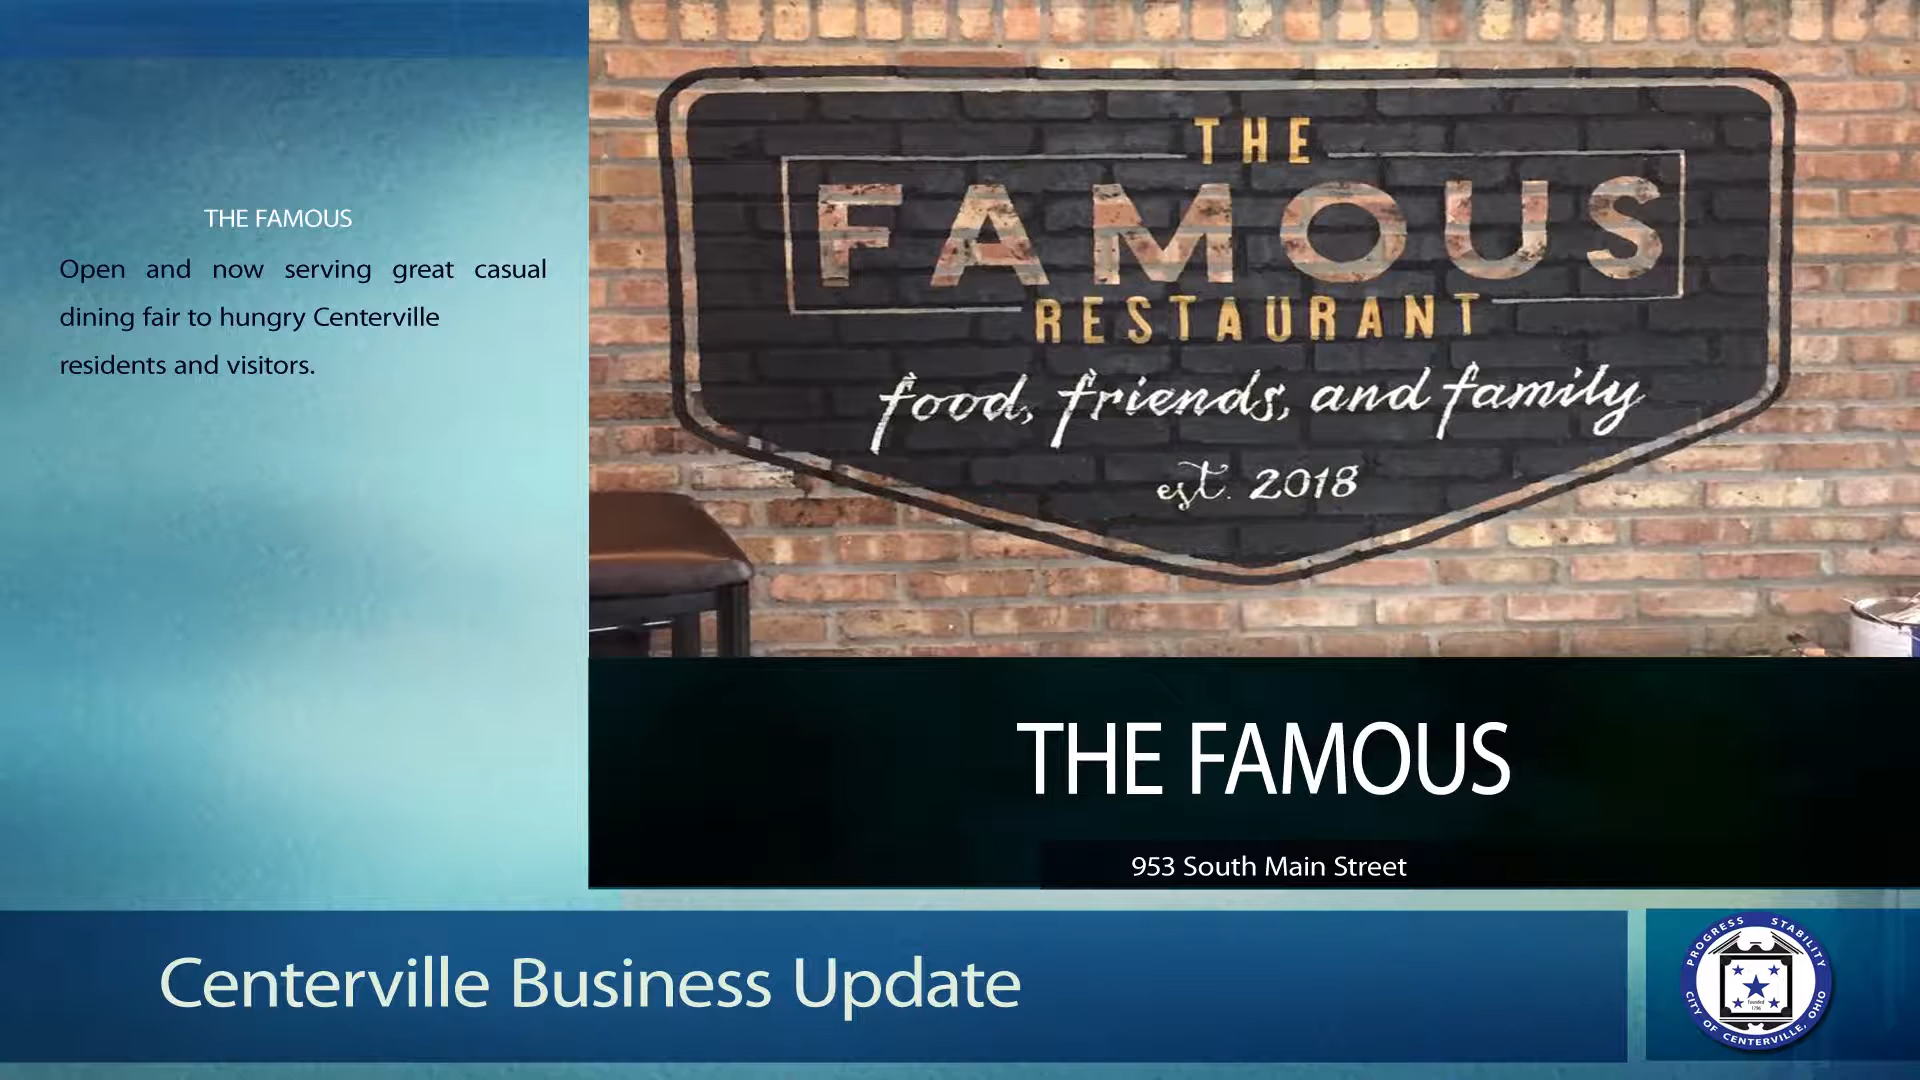 THE FAMOUS
Open and now serving great casual
dining fair to hungry Centerville
residents and visitors.
THE
FAMOUS
RESTAURANT
food, friends, and family
est. 2018
THE FAMOUS
953 South Main Street
Centerville Business Update
PROGRESS STABILITY
founded
1796
CITY OF CENTERVILLE, OHIO